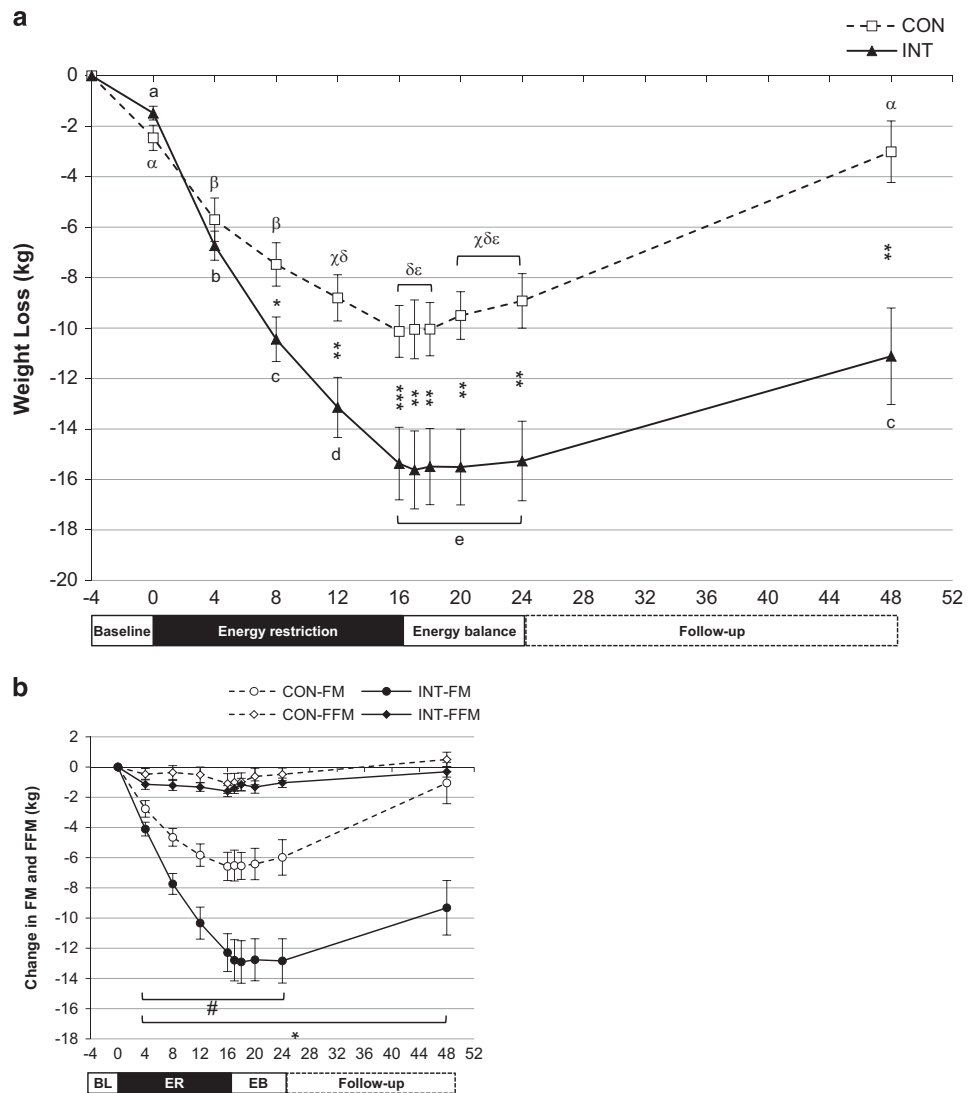 a
CON
INT
Weight Loss (kg)
0
-2
-4
-6
-8
-10
-12
-14
-16
-18
-20
a
α
β
b
β
*
c
χδ
**
d
δε
***
**
**
χδε
**
**
e
α
**
c
-4 0 4 8 12 16 20 24 28 32 36 40 44 48 52
Baseline Energy restriction Energy balance Follow-up
b
CON-FM INT-FM
CON-FFM INT-FFM
Change in FM and FFM (kg)
2
0
-2
-4
-6
-8
-10
-12
-14
-16
-18
#
*
-4 0 4 8 12 16 20 24 28 32 36 40 44 48 52
BL ER EB Follow-up